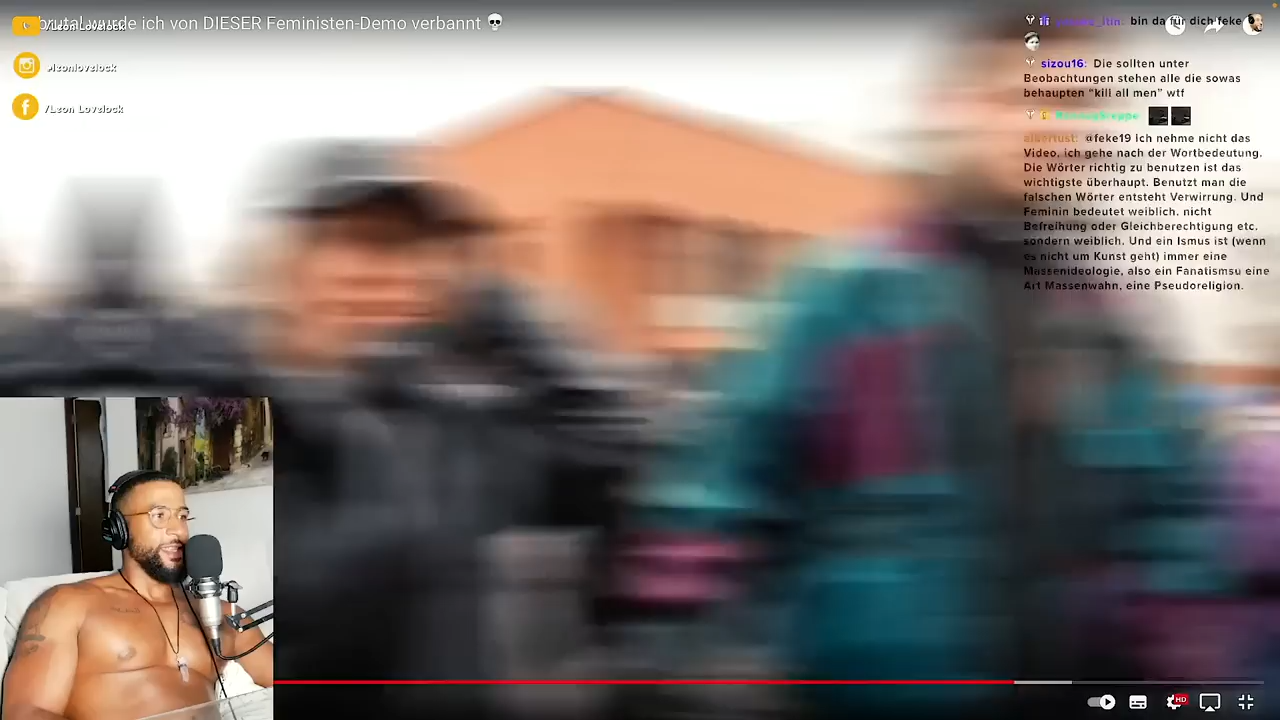 brutal wurde ich von DIESER Feministen-Demo verbannt 💀
/Leon Lovelock
/leonlovelock
/Leon Lovelock
bin da für dich feke
sizou16: Die sollten unter
Beobachtungen stehen alle die sowas
behaupten "kill all men" wtf
@feke19 Ich nehme nicht das
Video, ich gehe nach der Wortbedeutung.
Die Wörter richtig zu benutzen ist das
wichtigste überhaupt. Benutzt man die
falschen Wörter entsteht Verwirrung. Und
Feminin bedeutet weiblich, nicht
Befreihung oder Gleichberechtigung etc.
sondern weiblich. Und ein Ismus ist (wenn
es nicht um Kunst geht) immer eine
Massenideologie, also ein Fanatismsu eine
Art Massenwahn, eine Pseudoreligion.
HD